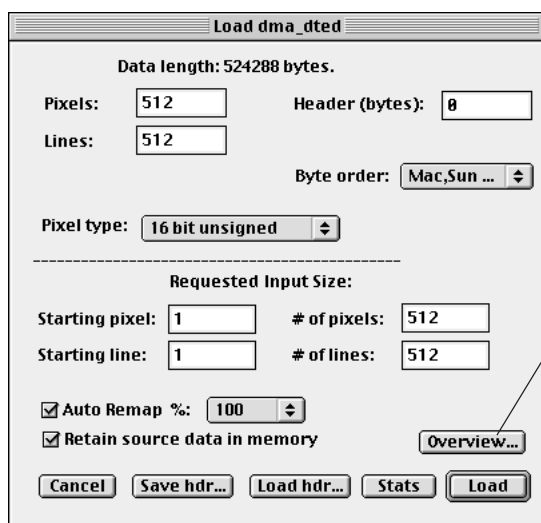 Load dma_dted
Data length: 524288 bytes.
Pixels: 512 Header (bytes): 0
Lines: 512
Byte order: Mac,Sun ...
Pixel type: 16 bit unsigned
Requested Input Size:
Starting pixel: 1 # of pixels: 512
Starting line: 1 # of lines: 512
Auto Remap %: 100
Retain source data in memory
Overview...
Cancel Save hdr... Load hdr... Stats Load